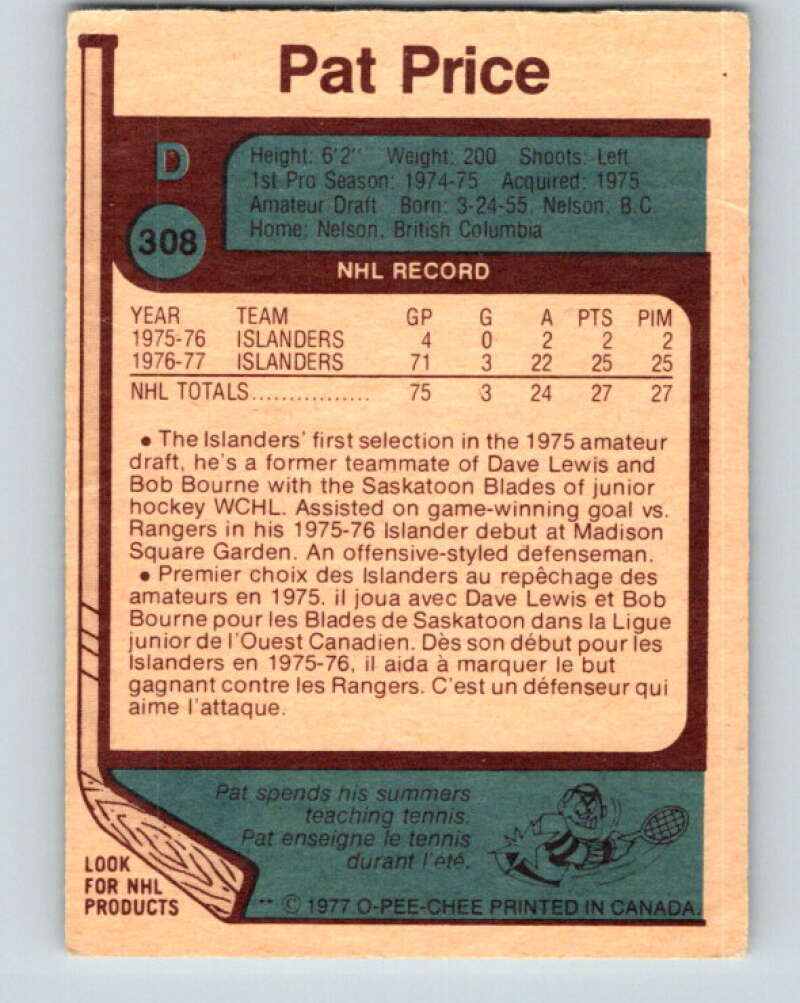 Pat Price
D
308
Height: 6'2" Weight: 200 Shoots: Left
1st Pro Season: 1974-75 Acquired: 1975
Amateur Draft Born: 3-24-55, Nelson, B.C.
Home: Nelson, British Columbia
NHL RECORD
YEAR TEAM GP G A PTS PIM
1975-76 ISLANDERS 4 0 2 2 2
1976-77 ISLANDERS 71 3 22 25 25
NHL TOTALS................ 75 3 24 27 27
• The Islanders' first selection in the 1975 amateur
draft, he's a former teammate of Dave Lewis and
Bob Bourne with the Saskatoon Blades of junior
hockey WCHL. Assisted on game-winning goal vs.
Rangers in his 1975-76 Islander debut at Madison
Square Garden. An offensive-styled defenseman.
• Premier choix des Islanders au repêchage des
amateurs en 1975. il joua avec Dave Lewis et Bob
Bourne pour les Blades de Saskatoon dans la Ligue
junior de l'Ouest Canadien. Dès son début pour les
Islanders en 1975-76, il aida à marquer le but
gagnant contre les Rangers. C'est un défenseur qui
aime l'attaque.
Pat spends his summers
teaching tennis.
Pat enseigne le tennis
durant l'été.
LOOK
FOR NHL
PRODUCTS
** © 1977 O-PEE-CHEE PRINTED IN CANADA.